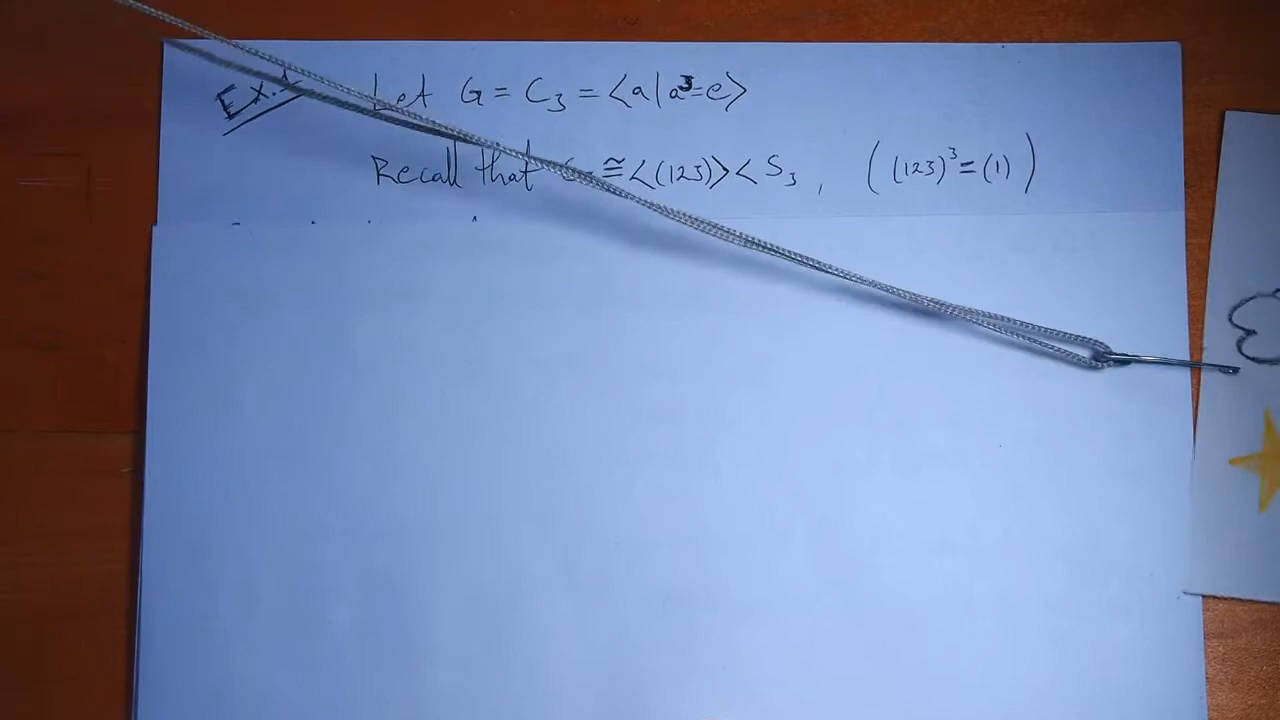 Ex. Let G = C₃ = ⟨a|a³=e⟩
Recall that ≅ ⟨(123)⟩ < S₃ , ( (123)³=(1) )